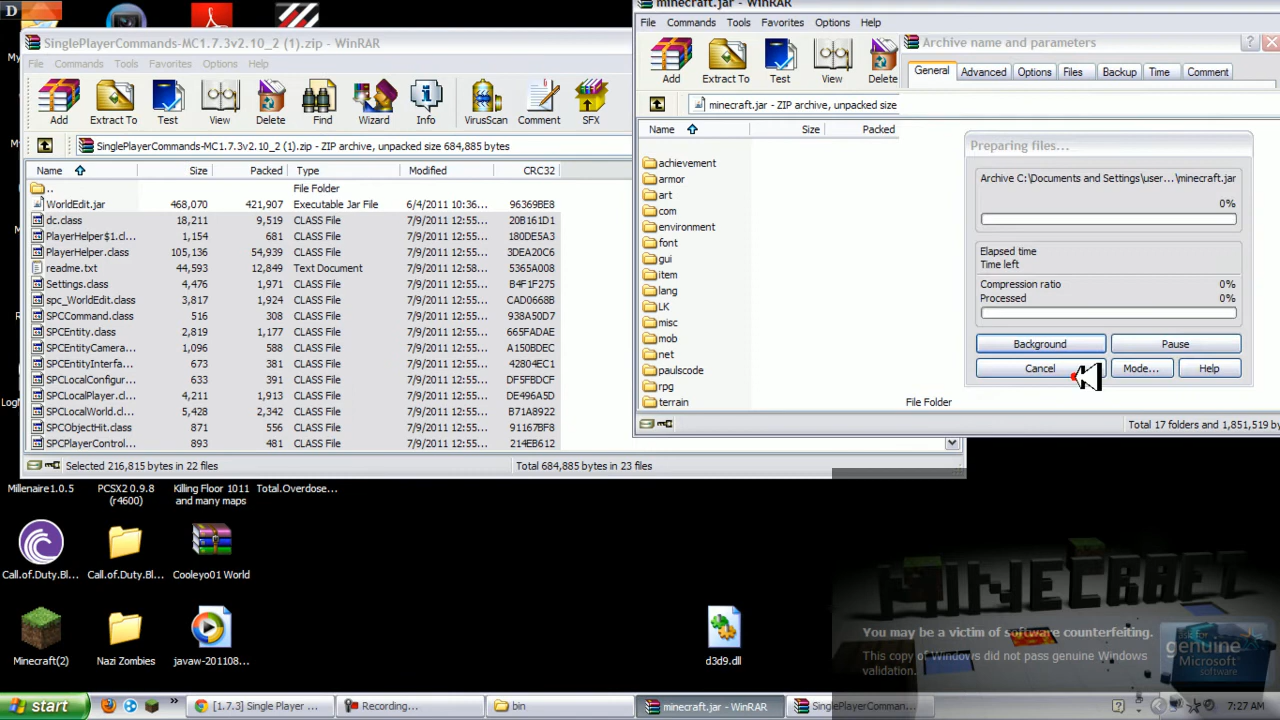 D
SinglePlayerCommands-MC1.7.3v2.10_2 (1).zip - WinRAR
File Commands Tools Favorites Options Help
Add Extract To Test View Delete Find Wizard Info VirusScan Comment SFX
SinglePlayerCommands-MC1.7.3v2.10_2 (1).zip - ZIP archive, unpacked size 684,885 bytes
Name Size Packed Type Modified CRC32
.. File Folder
WorldEdit.jar 468,070 421,907 Executable Jar File 6/4/2011 10:36... 96369BE8
dc.class 18,211 9,519 CLASS File 7/9/2011 12:55... 20B161D1
PlayerHelper$1.cl... 1,154 681 CLASS File 7/9/2011 12:55... 180DE5A3
PlayerHelper.class 105,136 54,939 CLASS File 7/9/2011 12:55... 3DEA20C6
readme.txt 44,593 12,849 Text Document 7/9/2011 12:58... 5365A008
Settings.class 4,476 1,971 CLASS File 7/9/2011 12:55... B4F1F275
spc_WorldEdit.class 3,817 1,924 CLASS File 7/9/2011 12:55... CAD0668B
SPCCommand.class 516 308 CLASS File 7/9/2011 12:55... 938A50D7
SPCEntity.class 2,819 1,177 CLASS File 7/9/2011 12:55... 665FADAE
SPCEntityCamera... 1,096 588 CLASS File 7/9/2011 12:55... A150BDEC
SPCEntityInterfa... 673 381 CLASS File 7/9/2011 12:55... 42804EC1
SPCLocalConfigur... 633 391 CLASS File 7/9/2011 12:55... DF5FBDBF
SPCLocalPlayer.cl... 4,211 1,913 CLASS File 7/9/2011 12:55... DE496A5D
SPCLocalWorld.cl... 5,428 2,342 CLASS File 7/9/2011 12:55... B71A8922
SPCObjectHit.class 871 556 CLASS File 7/9/2011 12:55... 91167BF8
SPCPlayerControl... 893 481 CLASS File 7/9/2011 12:55... 214EB612
Selected 216,815 bytes in 22 files Total 684,885 bytes in 23 files
minecraft.jar - WinRAR
File Commands Tools Favorites Options Help
Add Extract To Test View Delete
minecraft.jar - ZIP archive, unpacked size
Name Size Packed
achievement
armor
art
com
environment
font
gui
item
lang
LK
misc
mob
net
paulscode
rpg
terrain File Folder
Total 17 folders and 1,851,519 by
Archive name and parameters
General Advanced Options Files Backup Time Comment
Preparing files...
Archive C:\Documents and Settings\user...\minecraft.jar
0%
Elapsed time
Time left
Compression ratio 0%
Processed 0%
Background Pause
Cancel Mode... Help
Millenaire1.0.5 PCSX2 0.9.8 (r4600) Killing Floor 1011 and many maps Total.Overdose...
Call.of.Duty.Bl... Call.of.Duty.Bl... Cooleyo01 World
Minecraft(2) Nazi Zombies javaw-201108... d3d9.dll
MINECRAFT
You may be a victim of software counterfeiting.
This copy of Windows did not pass genuine Windows
validation.
ask for
genuine
Microsoft
software
start [1.7.3] Single Player ... Recording... bin minecraft.jar - WinRAR SinglePlayerComman... 7:27 AM